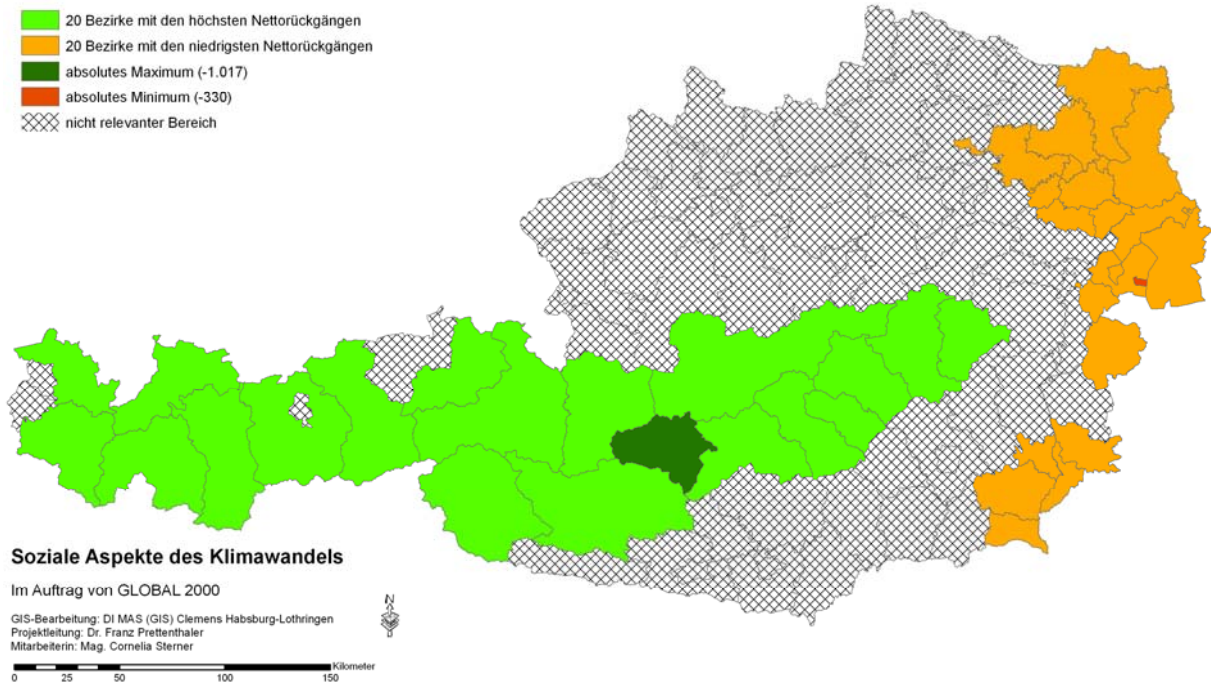 20 Bezirke mit den höchsten Nettorückgängen
20 Bezirke mit den niedrigsten Nettorückgängen
absolutes Maximum (-1.017)
absolutes Minimum (-330)
nicht relevanter Bereich
Soziale Aspekte des Klimawandels
Im Auftrag von GLOBAL 2000
GIS-Bearbeitung: DI MAS (GIS) Clemens Habsburg-Lothringen
Projektleitung: Dr. Franz Prettenthaler
Mitarbeiterin: Mag. Cornelia Sterner
N
Kilometer
0 25 50 100 150